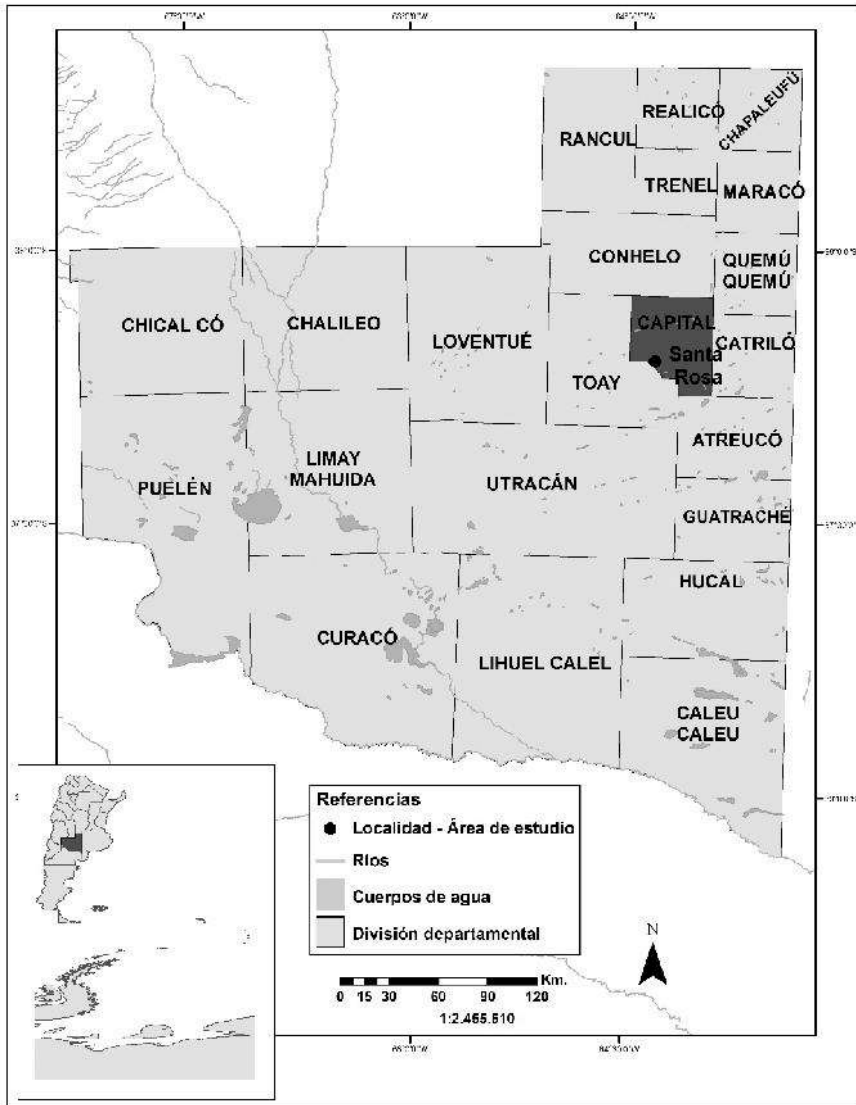 REALICÓ
CHAPALEUFÚ
RANCUL
TRENEL
MARACÓ
CONHELO
QUEMÚ
QUEMÚ
CHICAL CÓ
CHALILEO
LOVENTUÉ
CAPITAL
CATRILÓ
Santa
Rosa
TOAY
ATREUCÓ
PUELÉN
LIMAY
MAHUIDA
UTRACÁN
GUATRACHÉ
HUCAL
CURACÓ
LIHUEL CALEL
CALEU
CALEU
Referencias
Localidad - Área de estudio
Ríos
Cuerpos de agua
División departamental
N
Km.
0 15 30 60 90 120
1:2.455.510